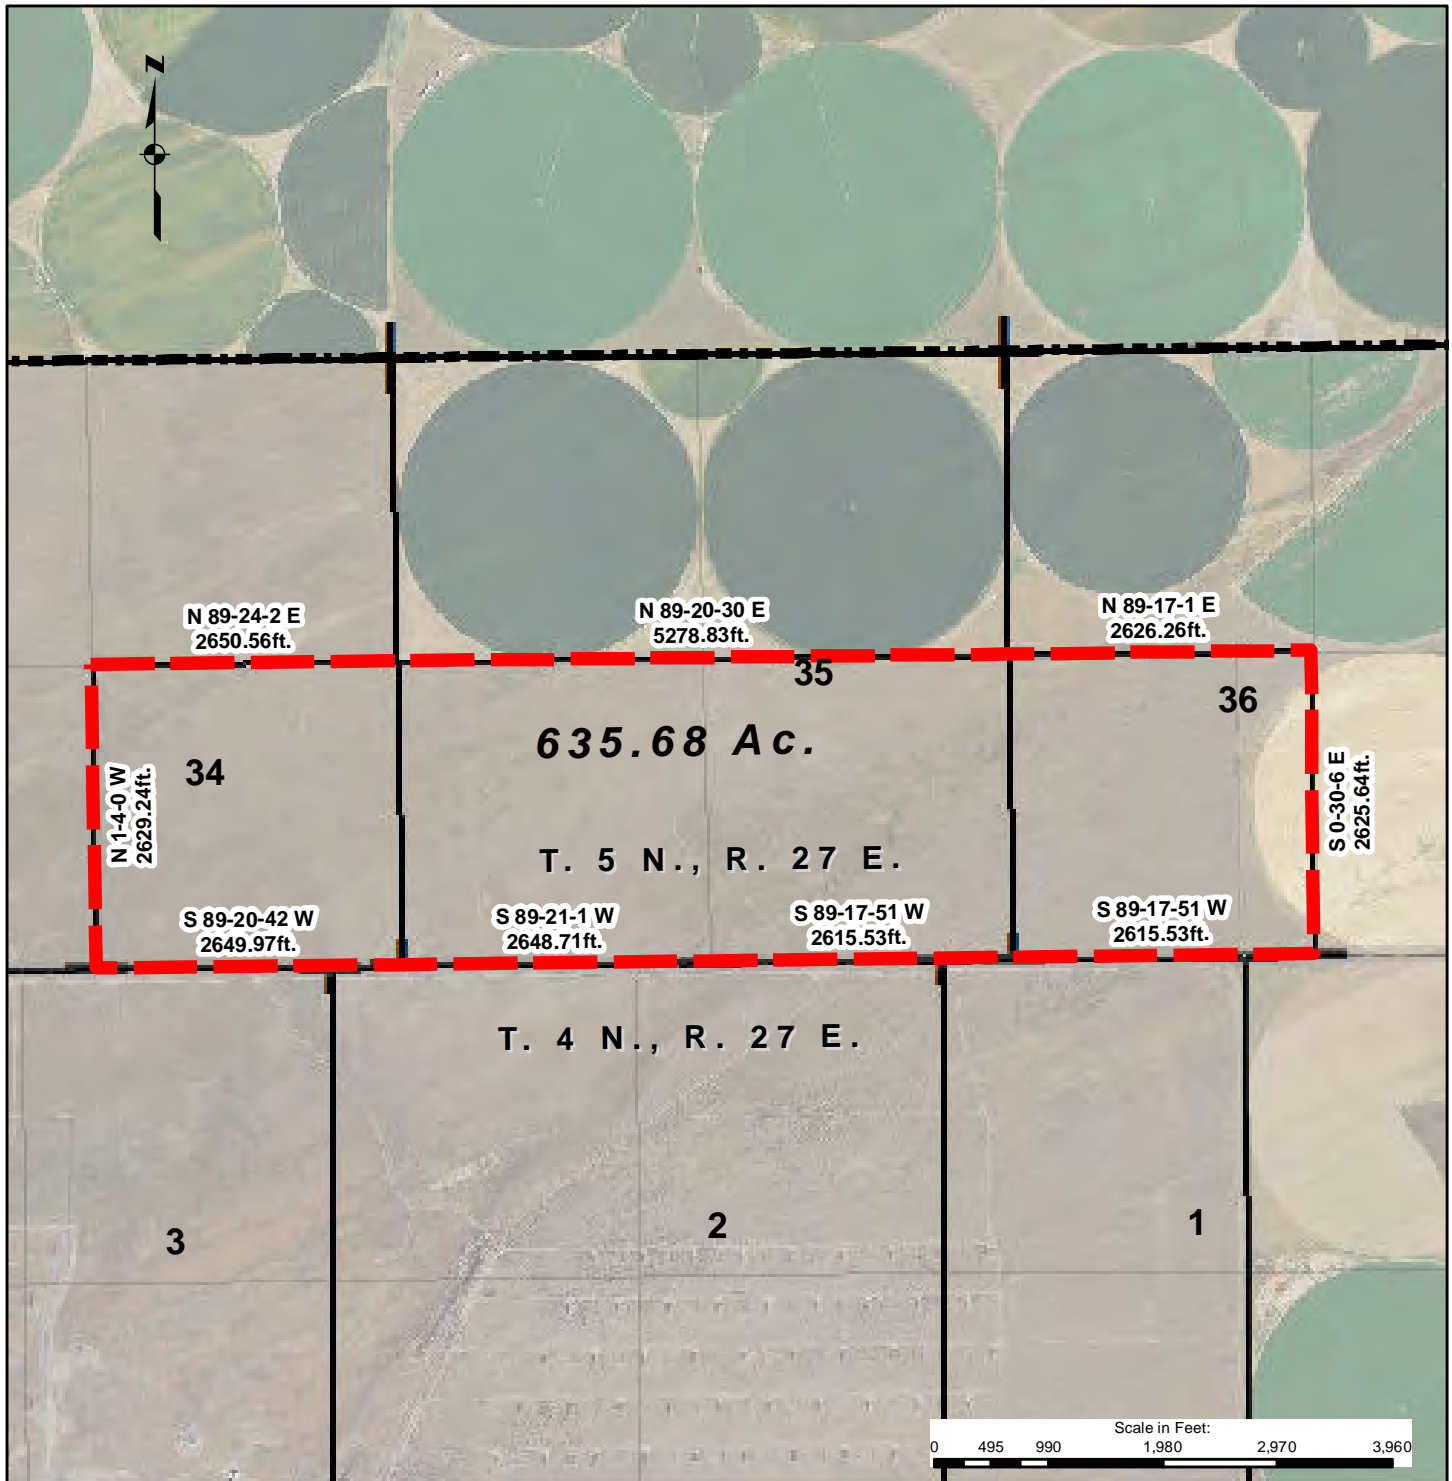 N
N 89-24-2 E
2650.56ft.
N 89-20-30 E
5278.83ft.
N 89-17-1 E
2626.26ft.
35
36
635.68 Ac.
34
N 1-4-0 W
2629.24ft.
S 0-30-6 E
2625.64ft.
T. 5 N., R. 27 E.
S 89-20-42 W
2649.97ft.
S 89-21-1 W
2648.71ft.
S 89-17-51 W
2615.53ft.
S 89-17-51 W
2615.53ft.
T. 4 N., R. 27 E.
3
2
1
Scale in Feet:
0 495 990 1,980 2,970 3,960